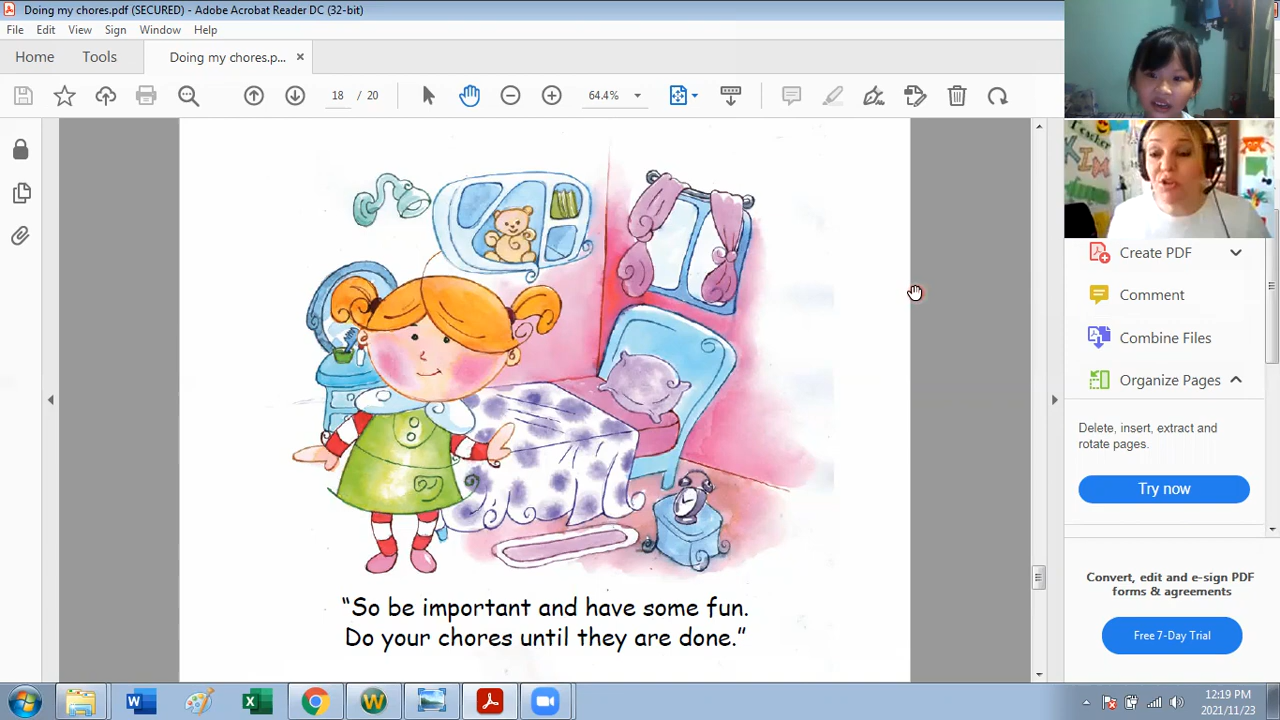 Doing my chores.pdf (SECURED) - Adobe Acrobat Reader DC (32-bit)
File Edit View Sign Window Help
Home Tools Doing my chores.p... ×
18 / 20 64.4%
Create PDF
Comment
Combine Files
Organize Pages
Delete, insert, extract and
rotate pages.
Try now
Convert, edit and e-sign PDF
forms & agreements
Free 7-Day Trial
“So be important and have some fun.
Do your chores until they are done.”
12:19 PM
2021/11/23